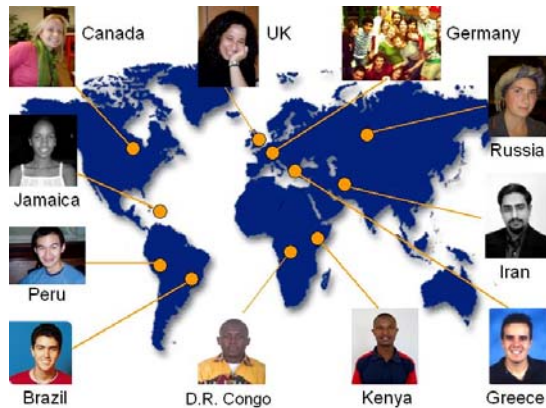 Canada
UK
Germany
Russia
Jamaica
Iran
Peru
Brazil
D.R. Congo
Kenya
Greece